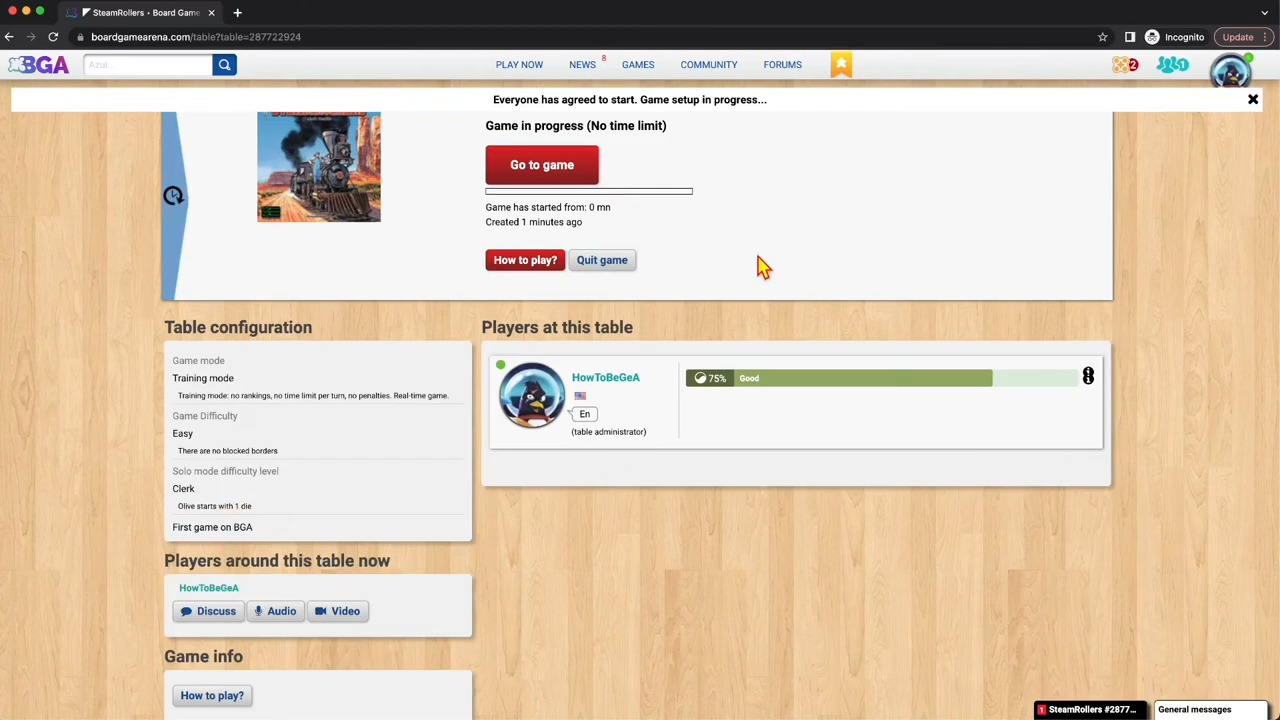 SteamRollers - Board Game
boardgamearena.com/table?table=287722924
Incognito
Update
BGA
Azul...
PLAY NOW
NEWS 8
GAMES
COMMUNITY
FORUMS
2
1
Everyone has agreed to start. Game setup in progress...
Game in progress (No time limit)
Go to game
Game has started from: 0 mn
Created 1 minutes ago
How to play?
Quit game
Table configuration
Game mode
Training mode
Training mode: no rankings, no time limit per turn, no penalties. Real-time game.
Game Difficulty
Easy
There are no blocked borders
Solo mode difficulty level
Clerk
Olive starts with 1 die
First game on BGA
Players at this table
HowToBeGeA
En
(table administrator)
75% Good
Players around this table now
HowToBeGeA
Discuss
Audio
Video
Game info
How to play?
1 SteamRollers #2877...
General messages